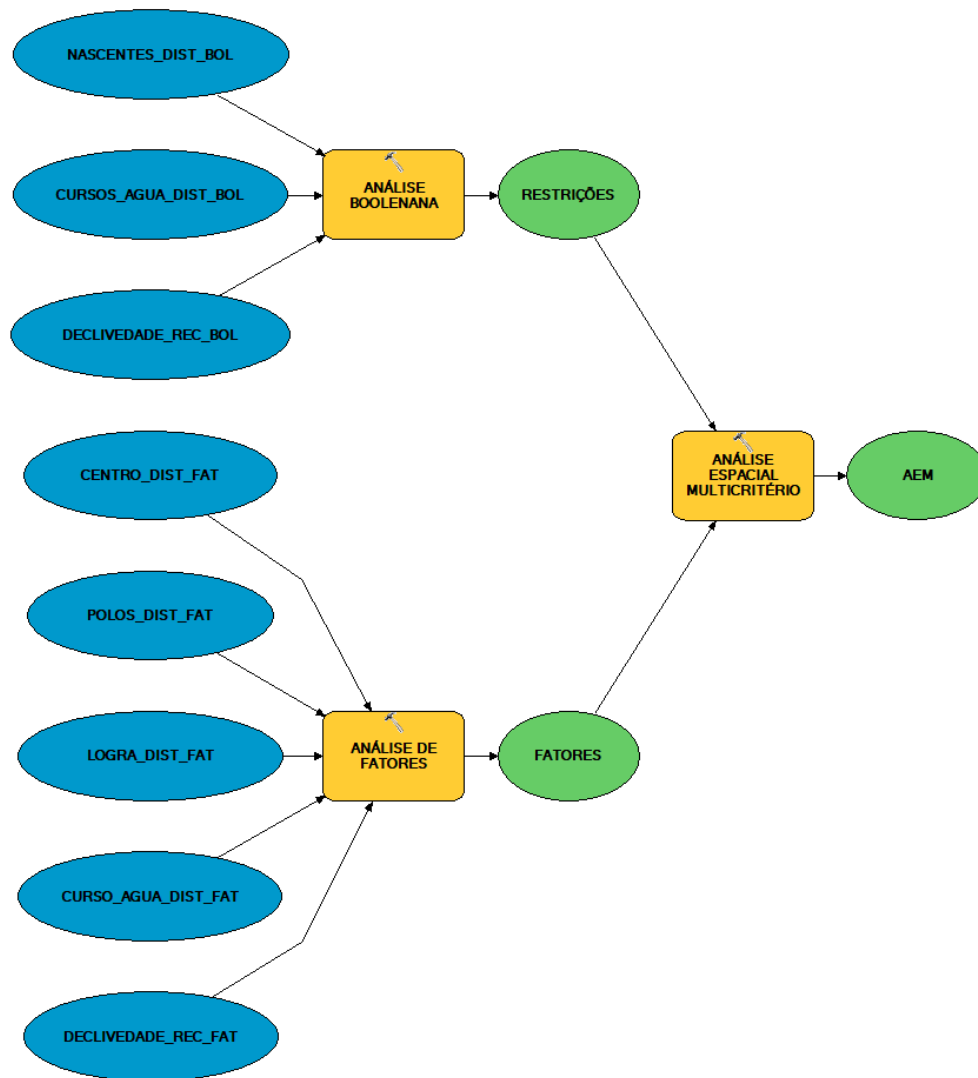 NASCENTES_DIST_BOL
CURSOS_AGUA_DIST_BOL
ANÁLISE
BOOLENANA
RESTRIÇÕES
DECLIVEDADE_REC_BOL
CENTRO_DIST_FAT
ANÁLISE
ESPACIAL
MULTICRITÉRIO
AEM
POLOS_DIST_FAT
LOGRA_DIST_FAT
ANÁLISE DE
FATORES
FATORES
CURSO_AGUA_DIST_FAT
DECLIVEDADE_REC_FAT